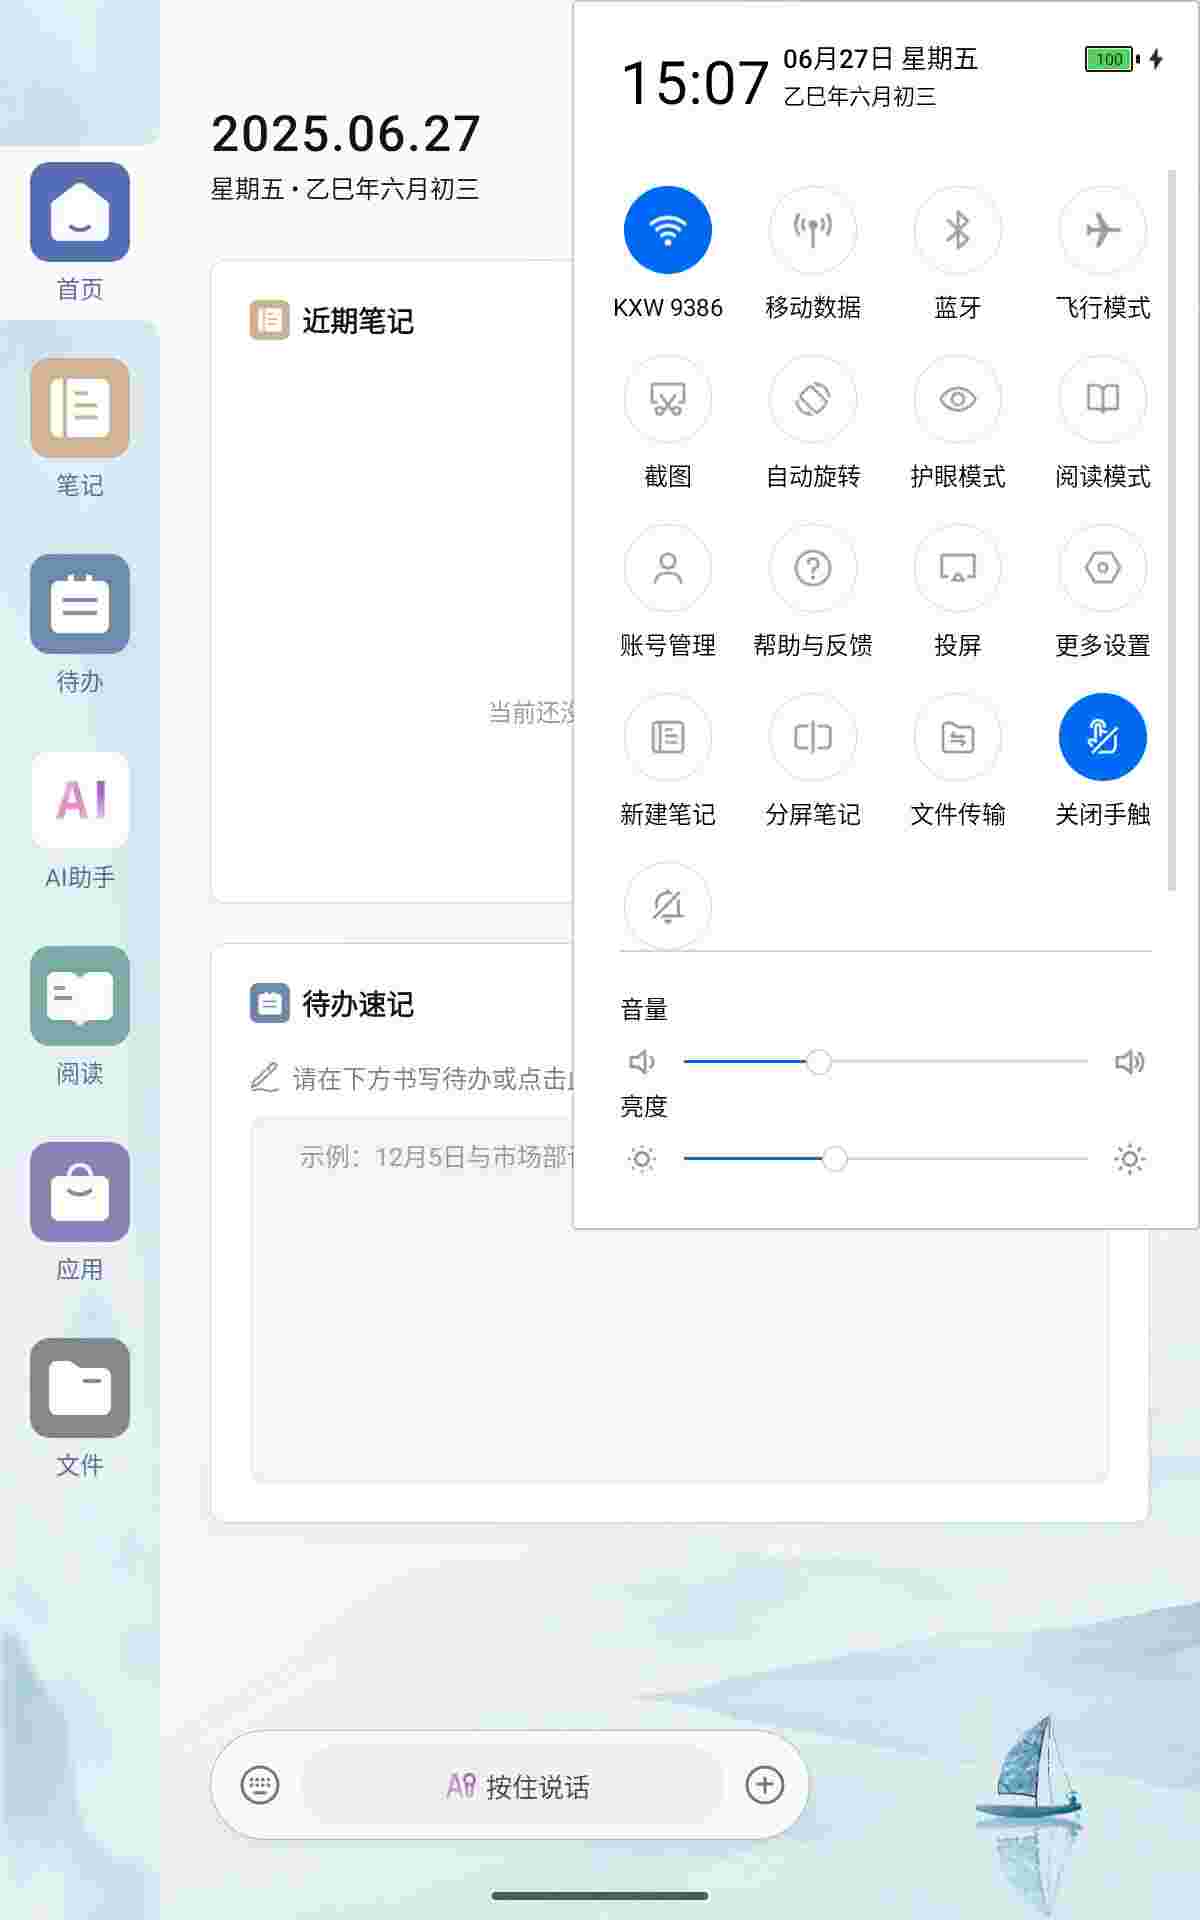 15:07
06月27日 星期五
乙巳年六月初三
100
2025.06.27
星期五·乙巳年六月初三
首页
笔记
待办
AI
AI助手
阅读
应用
文件
近期笔记
当前还没
待办速记
请在下方书写待办或点击
示例：12月5日与市场部
KXW 9386
移动数据
蓝牙
飞行模式
截图
自动旋转
护眼模式
阅读模式
账号管理
帮助与反馈
投屏
更多设置
新建笔记
分屏笔记
文件传输
关闭手触
音量
亮度
AI 按住说话